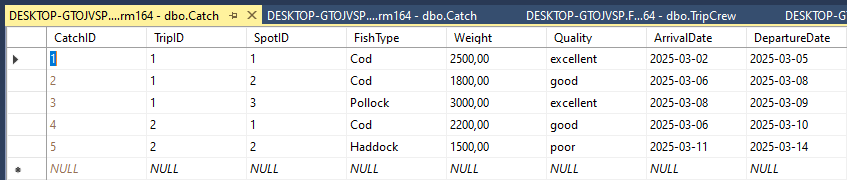 DESKTOP-GTOJVSP....rm164 - dbo.Catch DESKTOP-GTOJVSP....rm164 - dbo.Catch DESKTOP-GTOJVSP.F...64 - dbo.TripCrew DESKTOP-G
CatchID TripID SpotID FishType Weight Quality ArrivalDate DepartureDate
1 1 1 Cod 2500,00 excellent 2025-03-02 2025-03-05
2 1 2 Cod 1800,00 good 2025-03-06 2025-03-08
3 1 3 Pollock 3000,00 excellent 2025-03-08 2025-03-09
4 2 1 Cod 2200,00 good 2025-03-06 2025-03-10
5 2 2 Haddock 1500,00 poor 2025-03-11 2025-03-14
NULL NULL NULL NULL NULL NULL NULL NULL